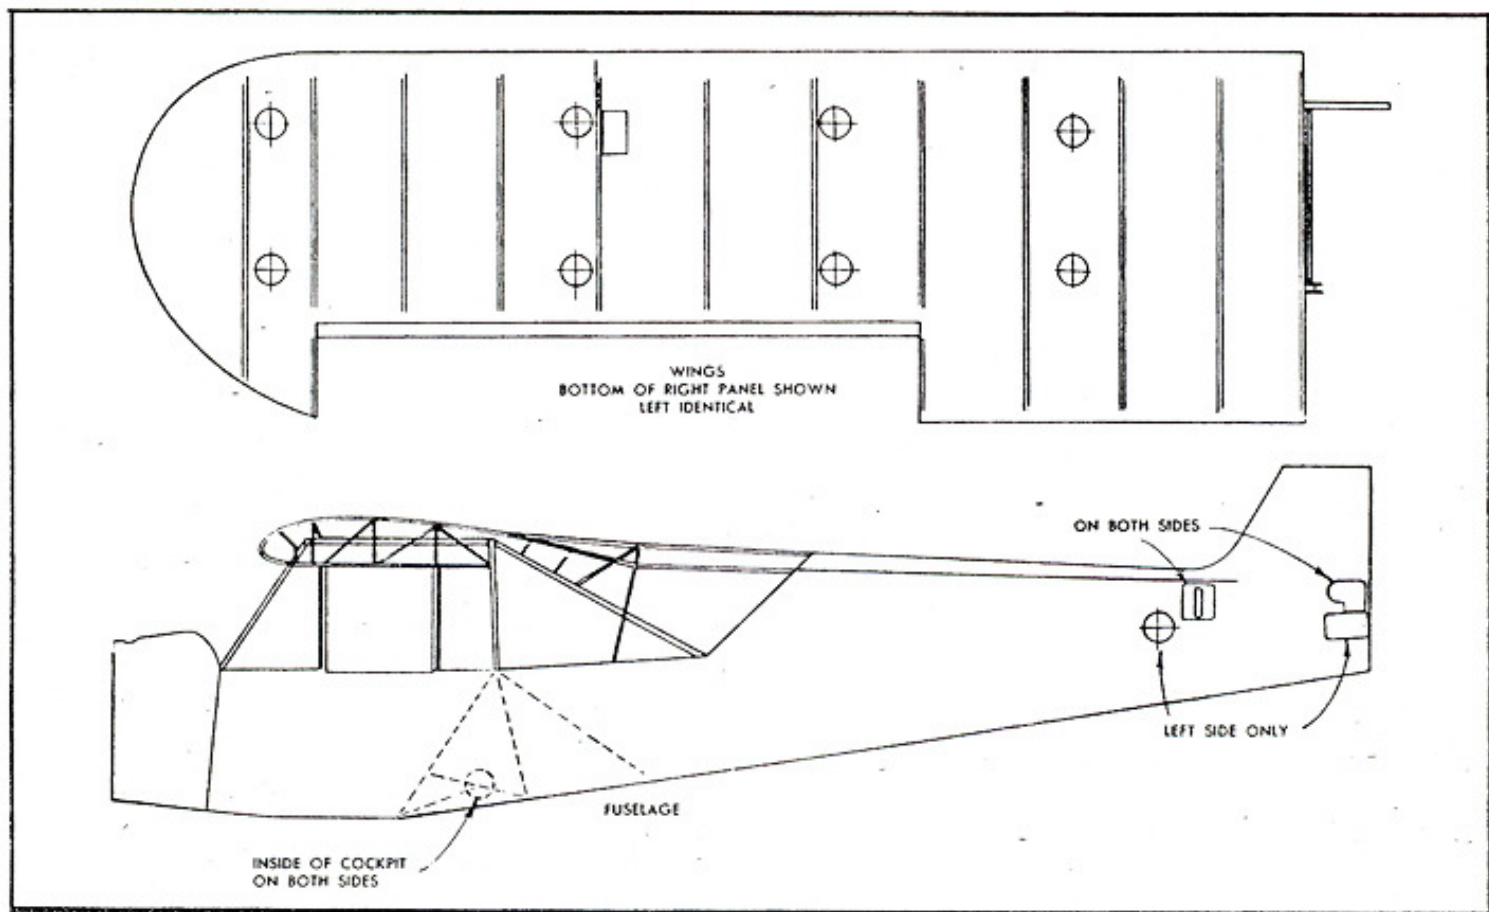 WINGS
BOTTOM OF RIGHT PANEL SHOWN
LEFT IDENTICAL
ON BOTH SIDES
LEFT SIDE ONLY
FUSELAGE
INSIDE OF COCKPIT
ON BOTH SIDES